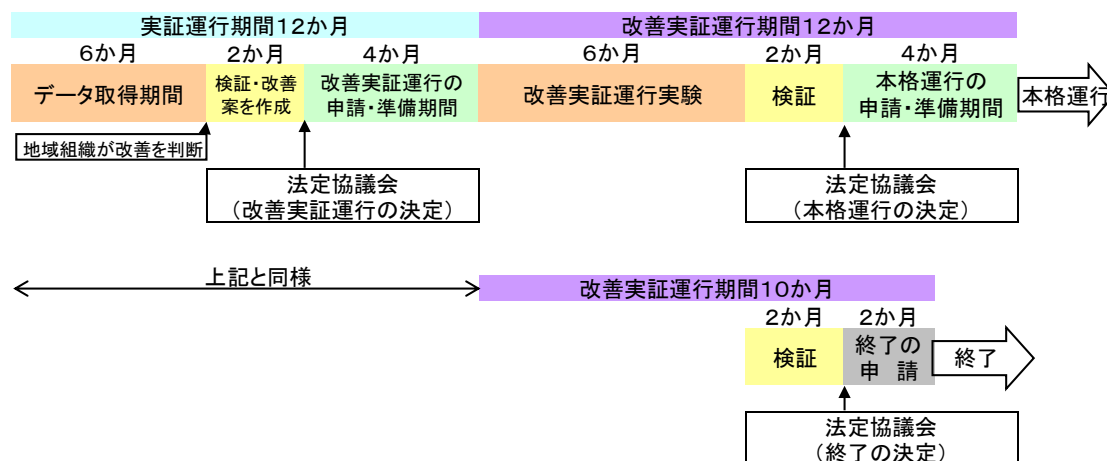 実証運行期間12か月
改善実証運行期間12か月
6か月
2か月
4か月
6か月
2か月
4か月
データ取得期間
検証・改善
案を作成
改善実証運行の
申請・準備期間
改善実証運行実験
検証
本格運行の
申請・準備期間
本格運行
地域組織が改善を判断
法定協議会
（改善実証運行の決定）
法定協議会
（本格運行の決定）
上記と同様
改善実証運行期間10か月
2か月
2か月
検証
終了の
申　請
終了
法定協議会
（終了の決定）